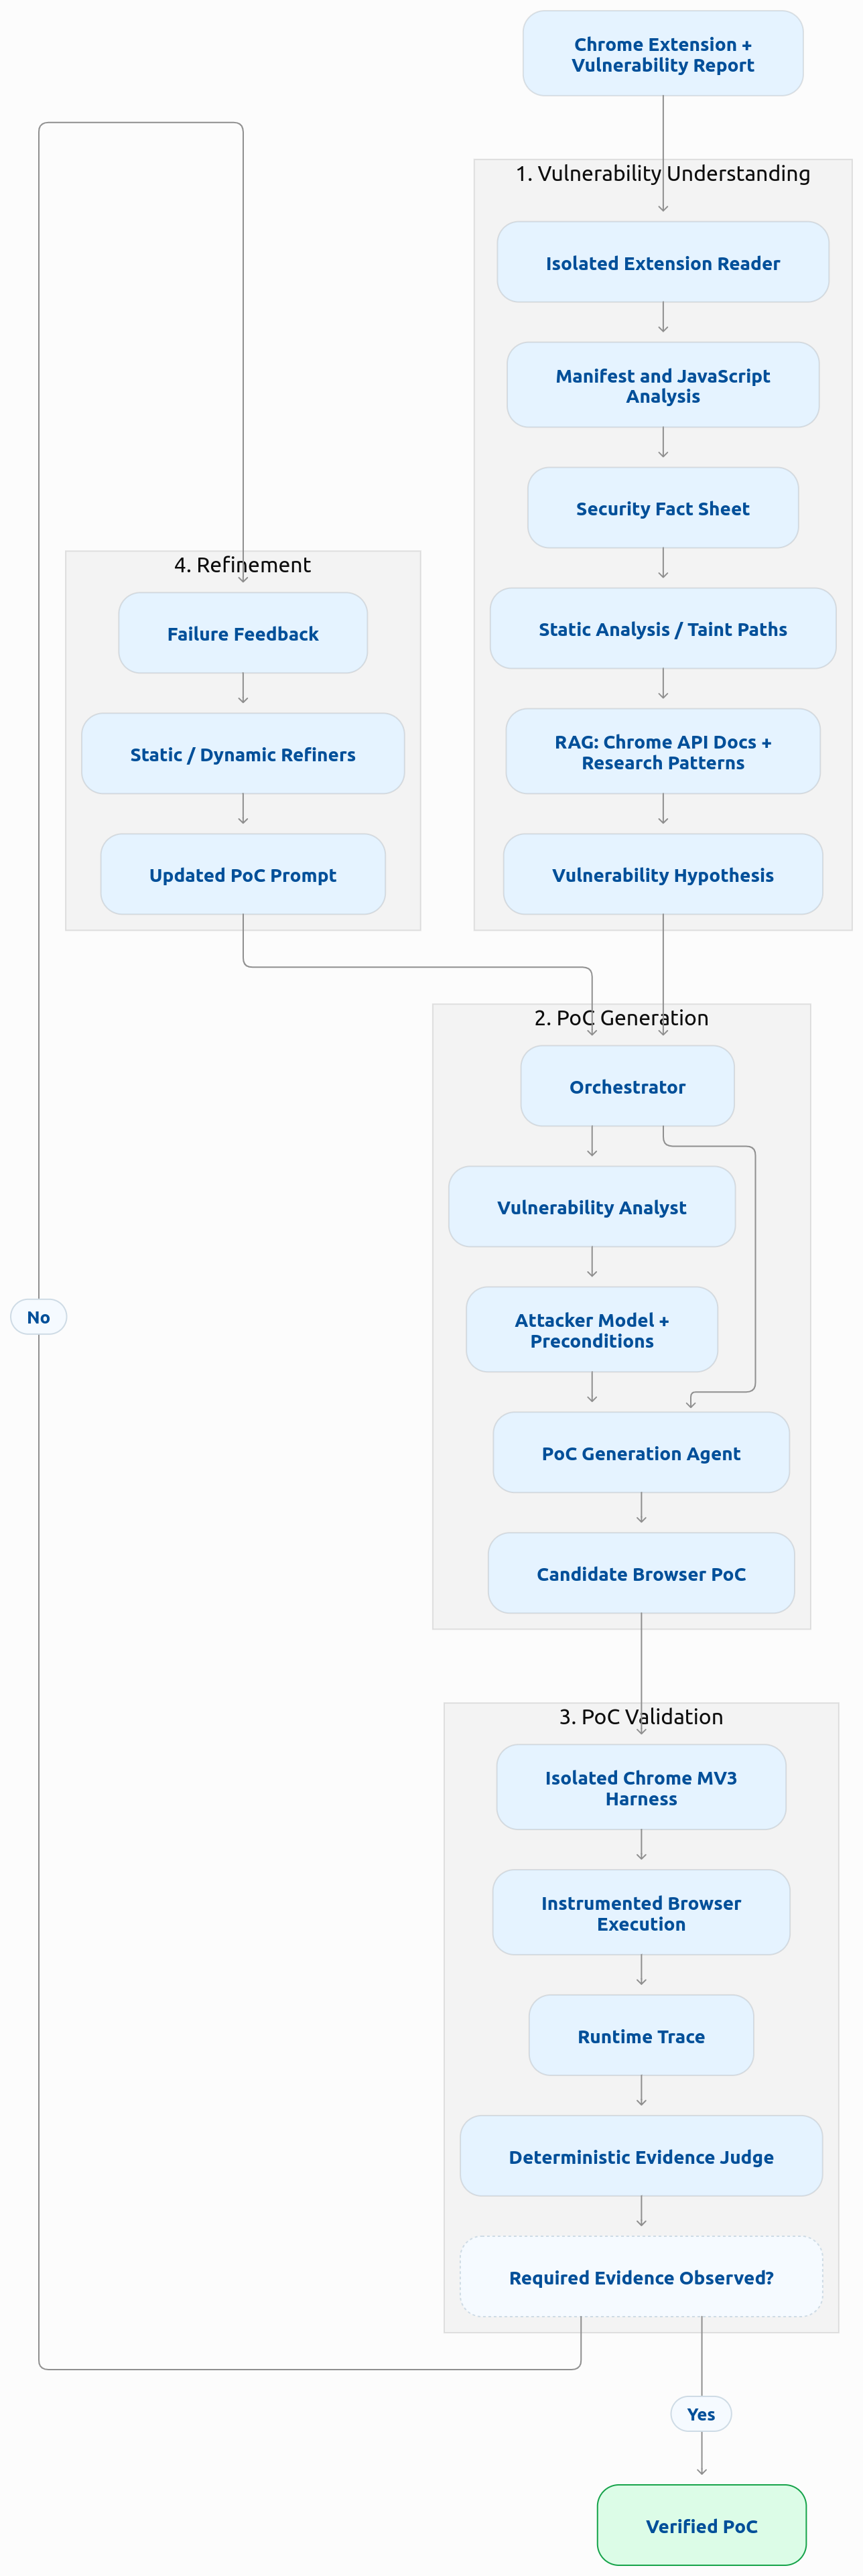 Chrome Extension +
Vulnerability Report
1. Vulnerability Understanding
Isolated Extension Reader
Manifest and JavaScript
Analysis
Security Fact Sheet
Static Analysis / Taint Paths
RAG: Chrome API Docs +
Research Patterns
Vulnerability Hypothesis
4. Refinement
Failure Feedback
Static / Dynamic Refiners
Updated PoC Prompt
2. PoC Generation
Orchestrator
Vulnerability Analyst
Attacker Model +
Preconditions
PoC Generation Agent
Candidate Browser PoC
No
3. PoC Validation
Isolated Chrome MV3
Harness
Instrumented Browser
Execution
Runtime Trace
Deterministic Evidence Judge
Required Evidence Observed?
Yes
Verified PoC